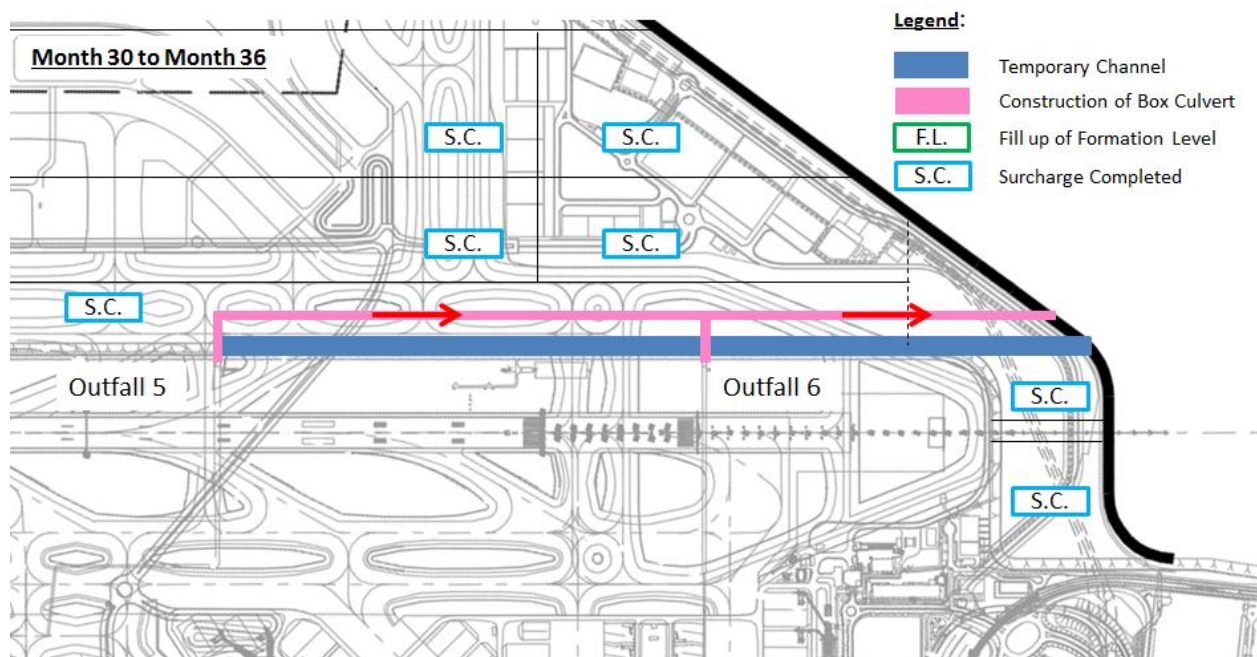 Month 30 to Month 36
Legend:
Temporary Channel
Construction of Box Culvert
F.L. Fill up of Formation Level
S.C. Surcharge Completed
S.C. S.C.
S.C. S.C.
S.C.
Outfall 5 Outfall 6
S.C.
S.C.